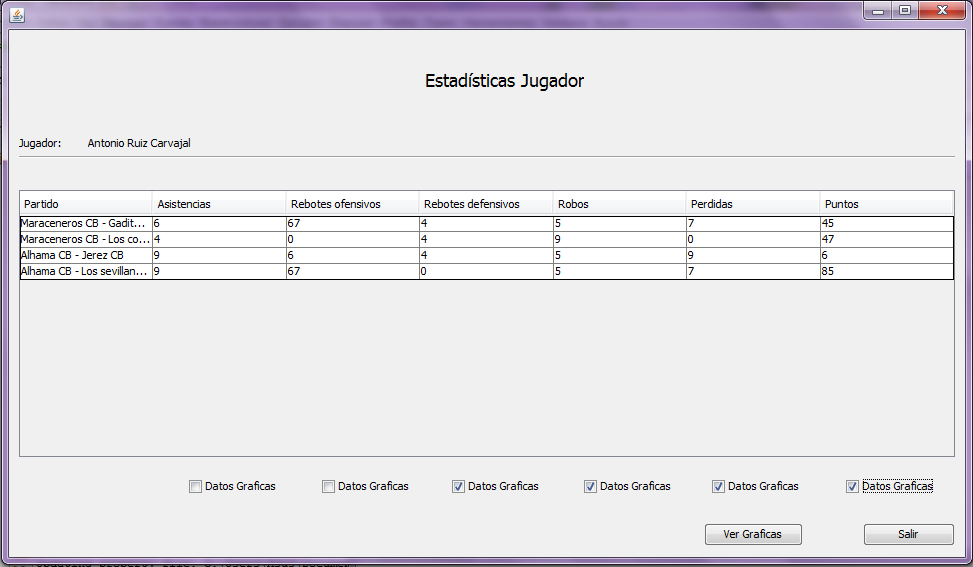 Estadísticas Jugador
Jugador: Antonio Ruiz Carvajal
Partido Asistencias Rebotes ofensivos Rebotes defensivos Robos Perdidas Puntos
Maraceneros CB - Gadit... 6 67 4 5 7 45
Maraceneros CB - Los co... 4 0 4 9 0 47
Alhama CB - Jerez CB 9 6 4 5 9 6
Alhama CB - Los sevillan... 9 67 0 5 7 85
Datos Graficas Datos Graficas Datos Graficas Datos Graficas Datos Graficas Datos Graficas
Ver Graficas Salir